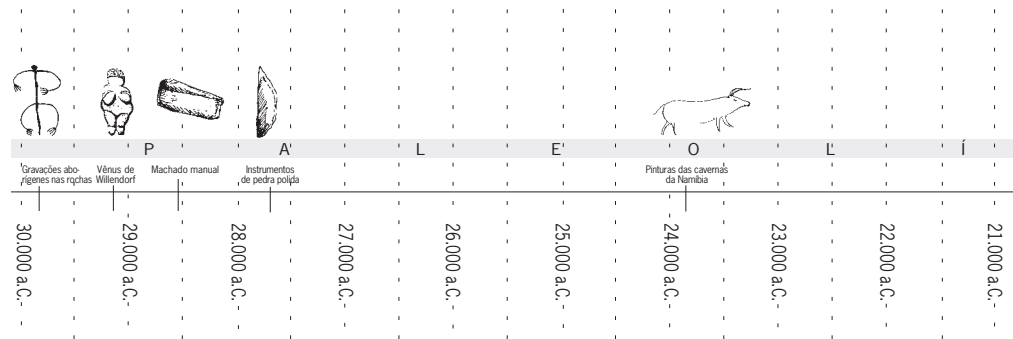 P A L E O L Í
Gravações abo-
rígenes nas rochas
Vênus de
Willendorf
Machado manual
Instrumentos
de pedra polida
Pinturas das cavernas
da Namíbia
30.000 a.C.
29.000 a.C.
28.000 a.C.
27.000 a.C.
26.000 a.C.
25.000 a.C.
24.000 a.C.
23.000 a.C.
22.000 a.C.
21.000 a.C.